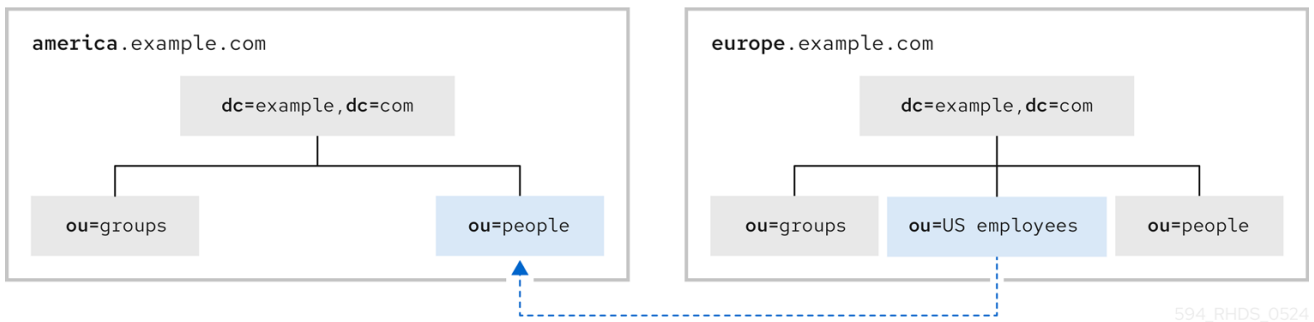 america.example.com
dc=example,dc=com
ou=groups
ou=people
europe.example.com
dc=example,dc=com
ou=groups
ou=US employees
ou=people
594_RHDS_0524